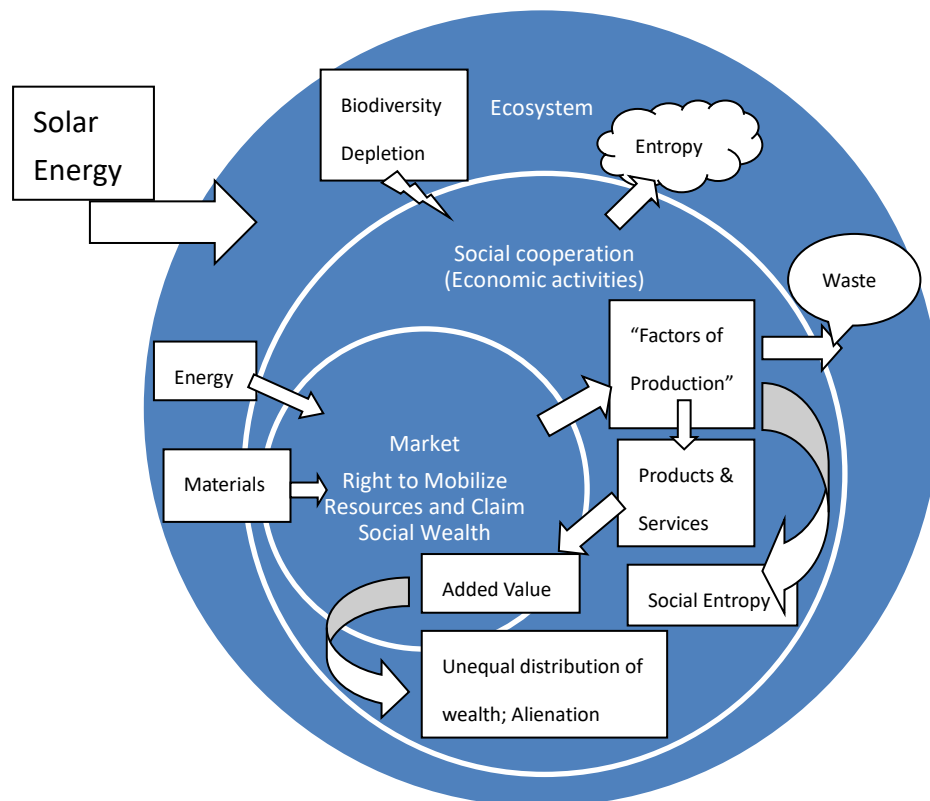 Solar
Energy
Biodiversity
Depletion
Ecosystem
Entropy
Social cooperation
(Economic activities)
Waste
“Factors of
Production”
Energy
Market
Right to Mobilize
Resources and Claim
Social Wealth
Materials
Products &
Services
Added Value
Social Entropy
Unequal distribution of
wealth; Alienation